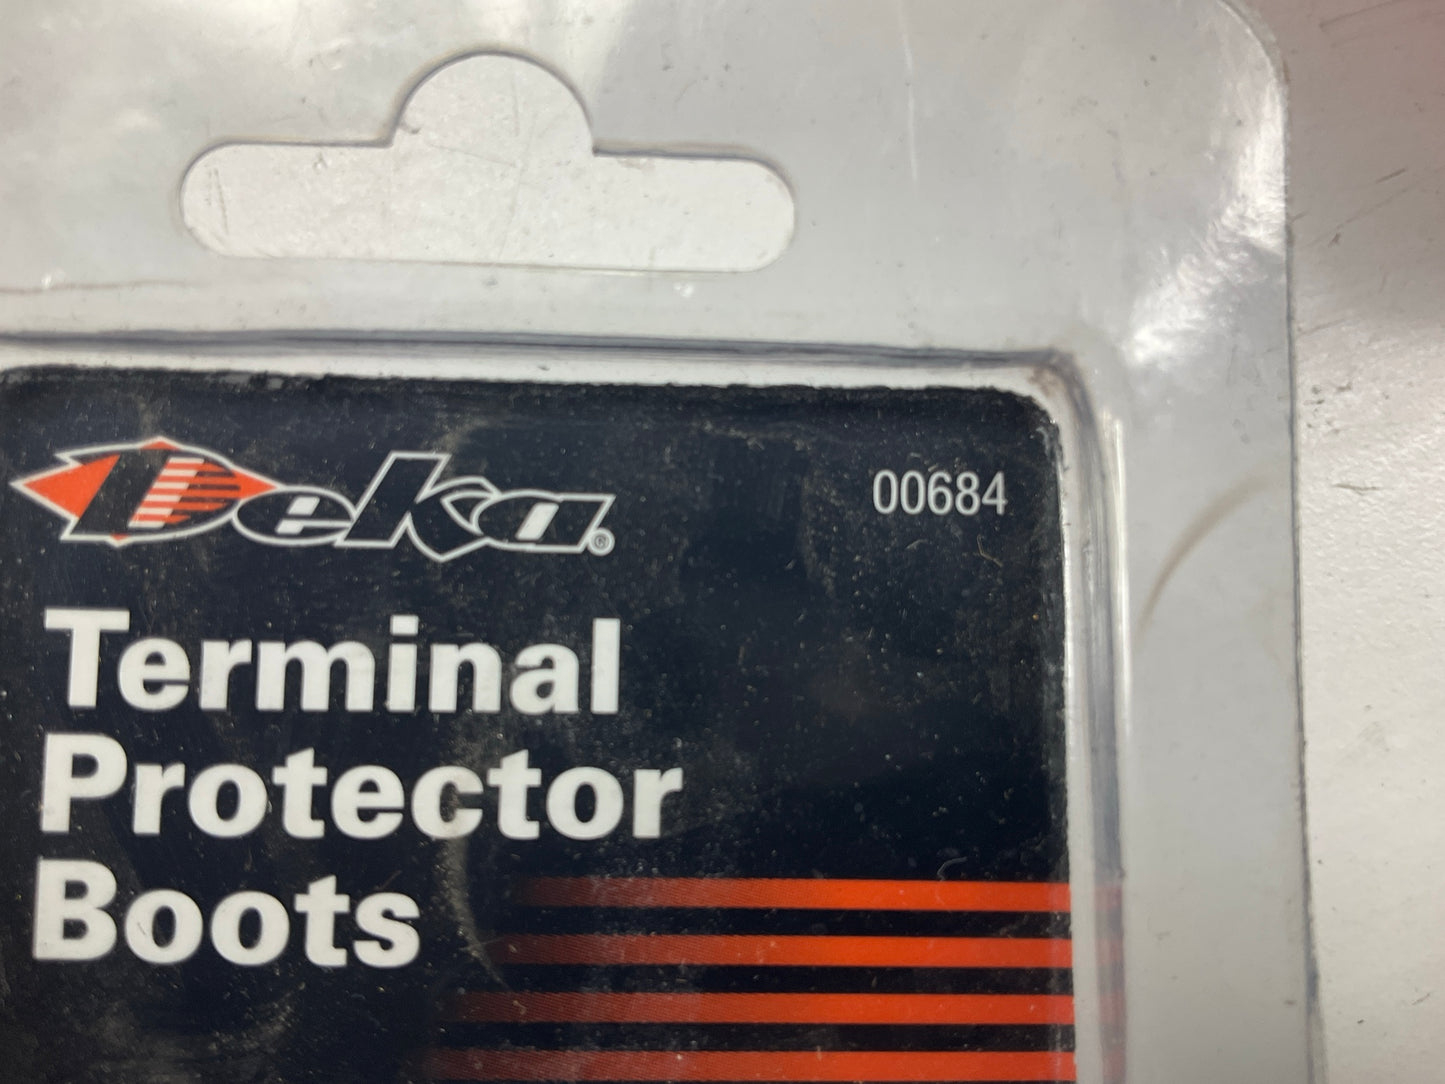 Deka® 00684
Terminal
Protector
Boots